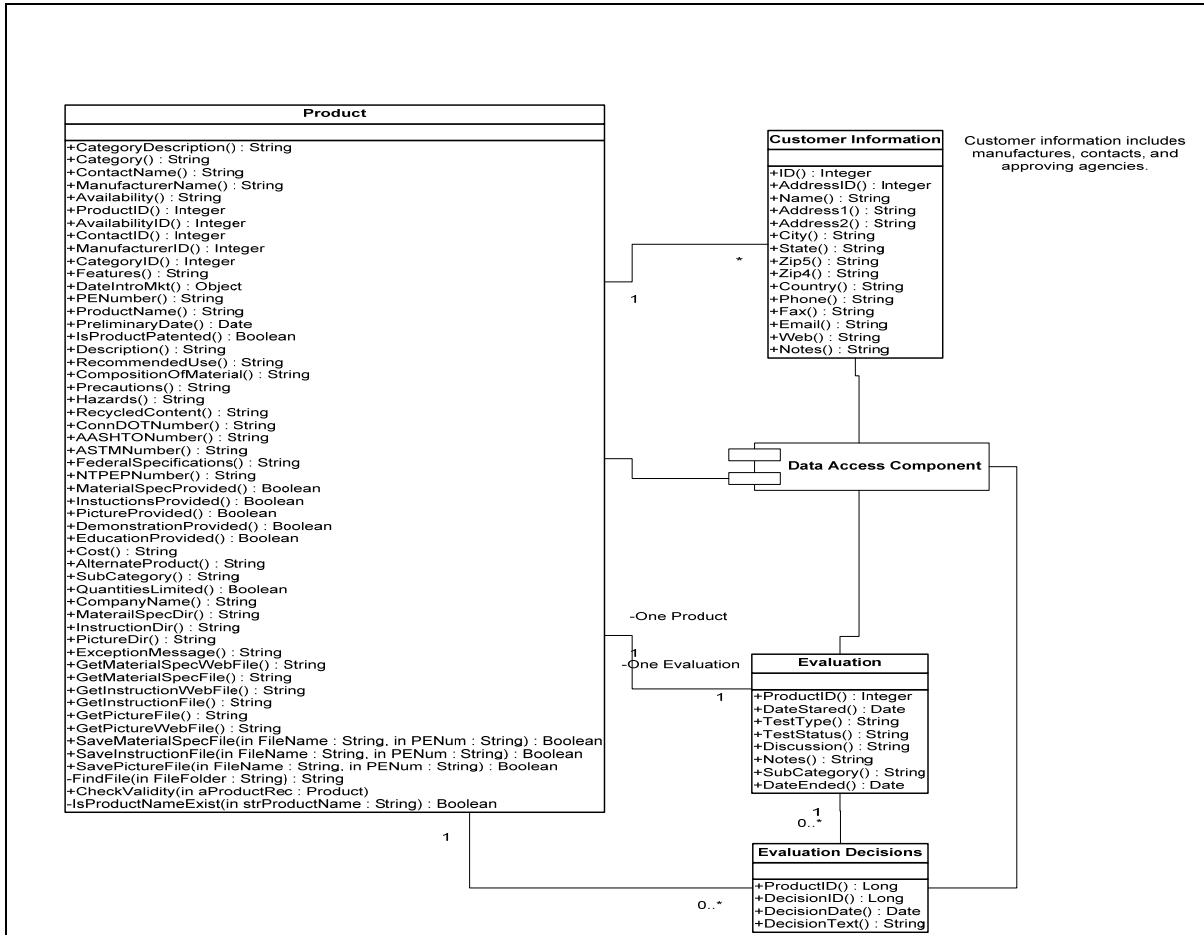 Product
+CategoryDescription() : String
+Category() : String
+ContactName() : String
+ManufacturerName() : String
+Availability() : String
+ProductID() : Integer
+AvailabilityID() : Integer
+ContactID() : Integer
+ManufacturerID() : Integer
+CategoryID() : Integer
+Features() : String
+DateIntroMkt() : Object
+PENumber() : String
+ProductName() : String
+PreliminaryDate() : Date
+IsProductPatented() : Boolean
+Description() : String
+RecommendedUse() : String
+CompositionOfMaterial() : String
+Precautions() : String
+Hazards() : String
+RecycledContent() : String
+ConnDOTNumber() : String
+AASHTONumber() : String
+ASTMNumber() : String
+FederalSpecifications() : String
+NTPEPNumber() : String
+MaterialSpecProvided() : Boolean
+InstuctionsProvided() : Boolean
+PictureProvided() : Boolean
+DemonstrationProvided() : Boolean
+EducationProvided() : Boolean
+Cost() : String
+AlternateProduct() : String
+SubCategory() : String
+QuantitiesLimited() : Boolean
+CompanyName() : String
+MaterailSpecDir() : String
+InstructionDir() : String
+PictureDir() : String
+ExceptionMessage() : String
+GetMaterialSpecWebFile() : String
+GetMaterialSpecFile() : String
+GetInstructionWebFile() : String
+GetInstructionFile() : String
+GetPictureFile() : String
+GetPictureWebFile() : String
+SaveMaterialSpecFile(in FileName : String, in PENum : String) : Boolean
+SaveInstructionFile(in FileName : String, in PENum : String) : Boolean
+SavePictureFile(in FileName : String, in PENum : String) : Boolean
-FindFile(in FileFolder : String) : String
+CheckValidity(in aProductRec : Product)
-IsProductNameExist(in strProductName : String) : Boolean
Customer Information
+ID() : Integer
+AddressID() : Integer
+Name() : String
+Address1() : String
+Address2() : String
+City() : String
+State() : String
+Zip5() : String
+Zip4() : String
+Country() : String
+Phone() : String
+Fax() : String
+Email() : String
+Web() : String
+Notes() : String
Customer information includes
manufactures, contacts, and
approving agencies.
*
1
Data Access Component
-One Product
1
-One Evaluation
1
Evaluation
+ProductID() : Integer
+DateStared() : Date
+TestType() : String
+TestStatus() : String
+Discussion() : String
+Notes() : String
+SubCategory() : String
+DateEnded() : Date
1
0..*
1
0..*
Evaluation Decisions
+ProductID() : Long
+DecisionID() : Long
+DecisionDate() : Date
+DecisionText() : String